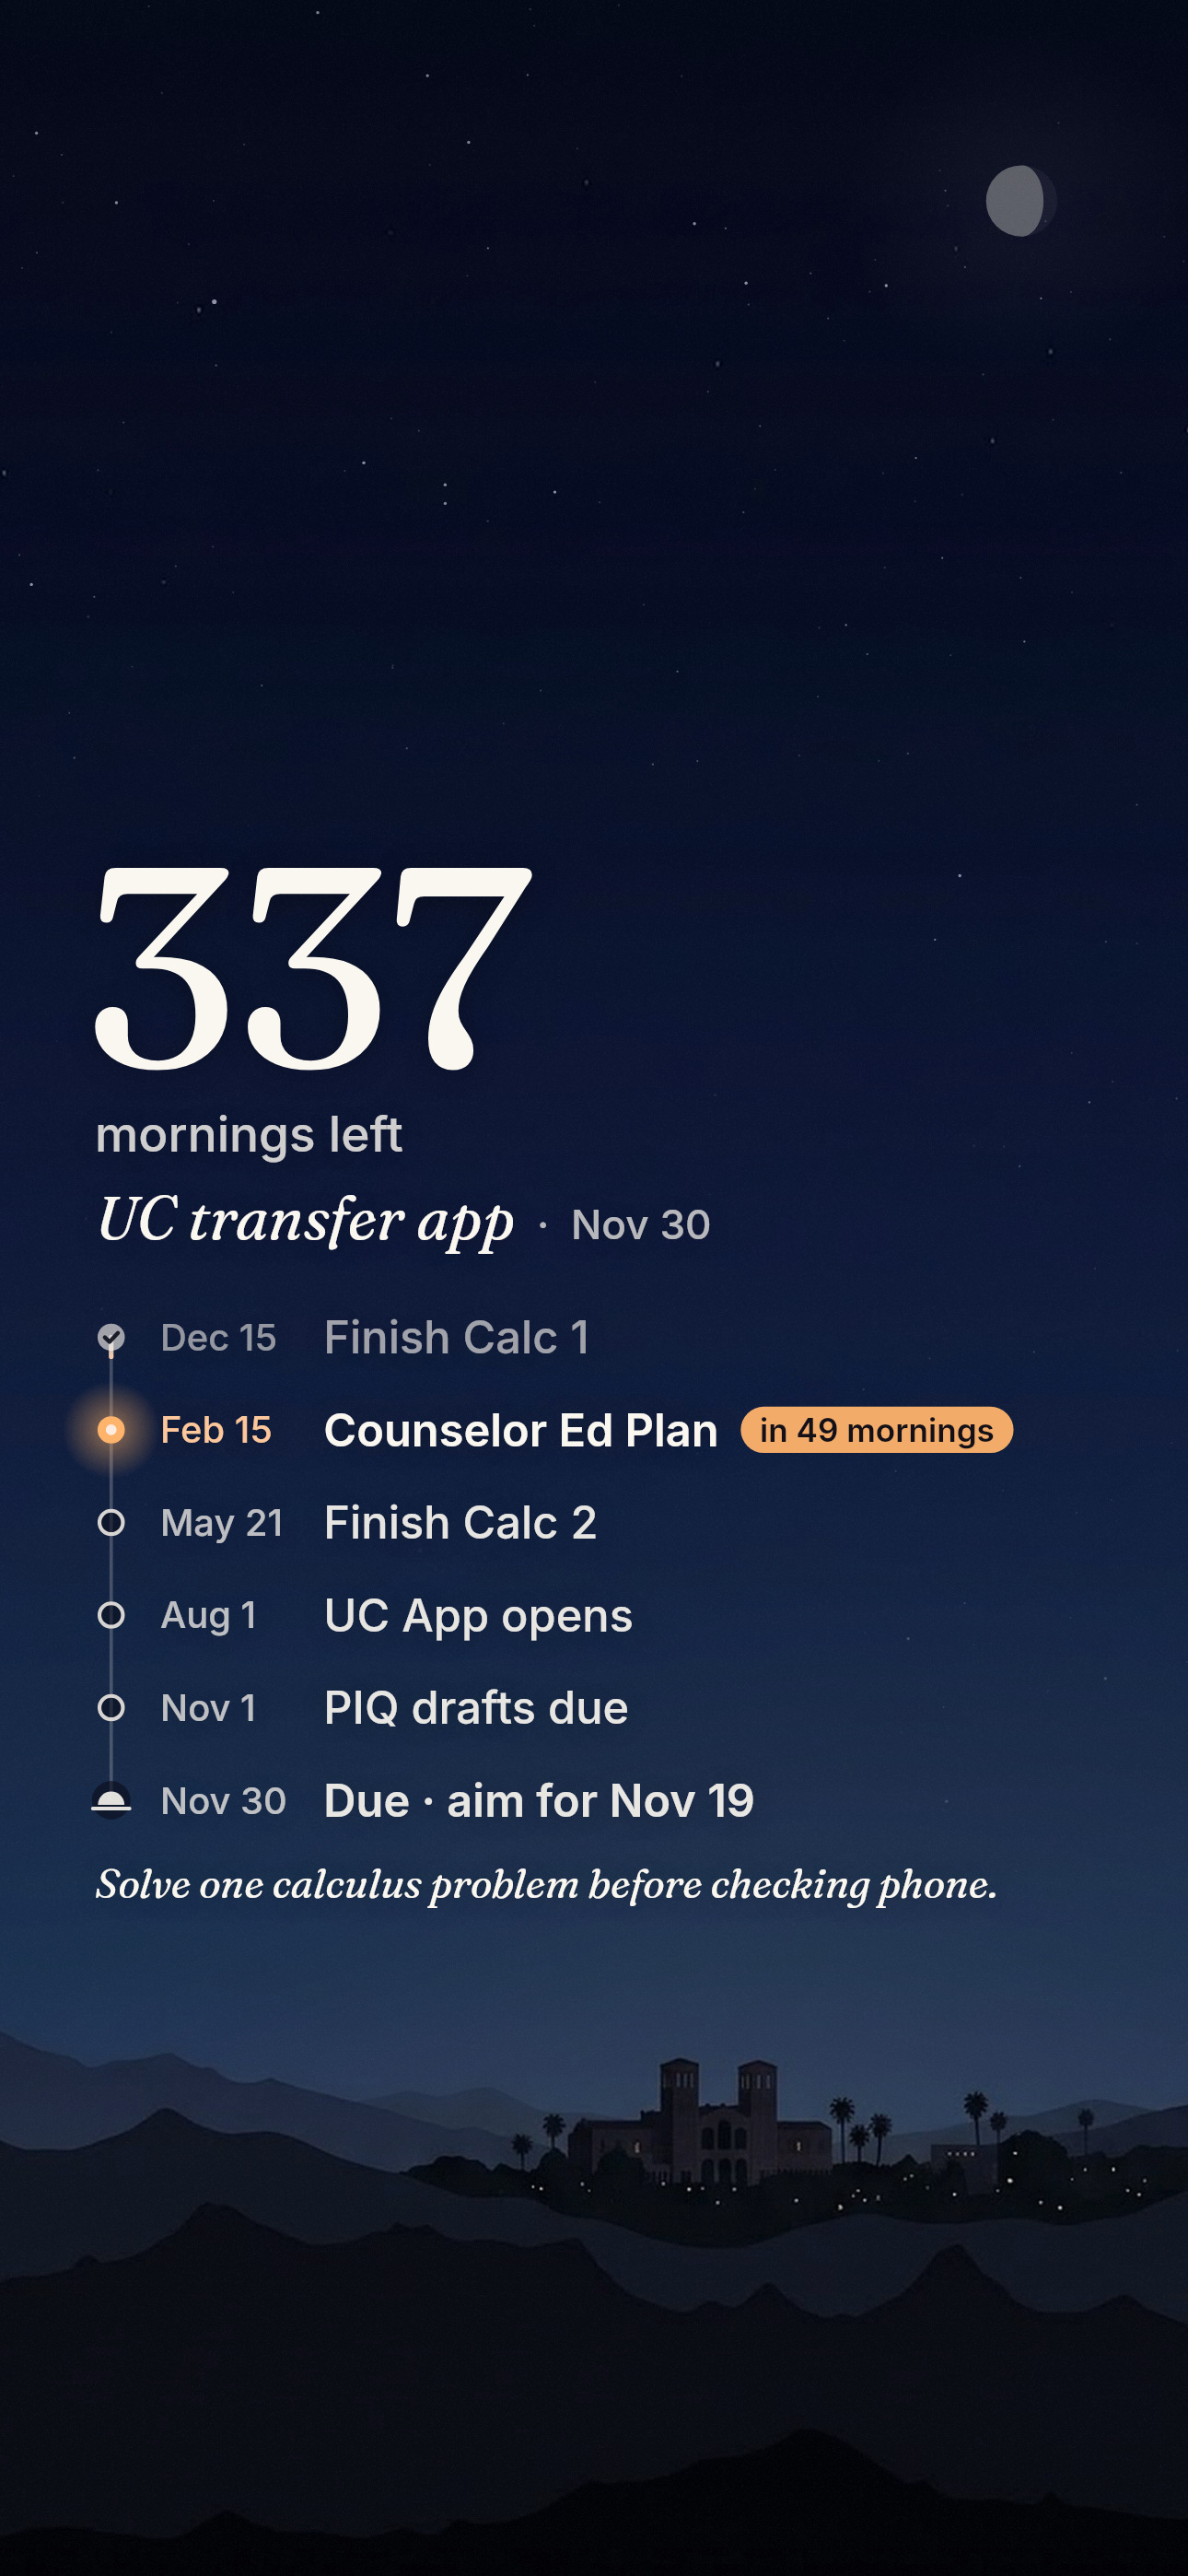 337
mornings left
UC transfer app · Nov 30
Dec 15 Finish Calc 1
Feb 15 Counselor Ed Plan in 49 mornings
May 21 Finish Calc 2
Aug 1 UC App opens
Nov 1 PIQ drafts due
Nov 30 Due · aim for Nov 19
Solve one calculus problem before checking phone.